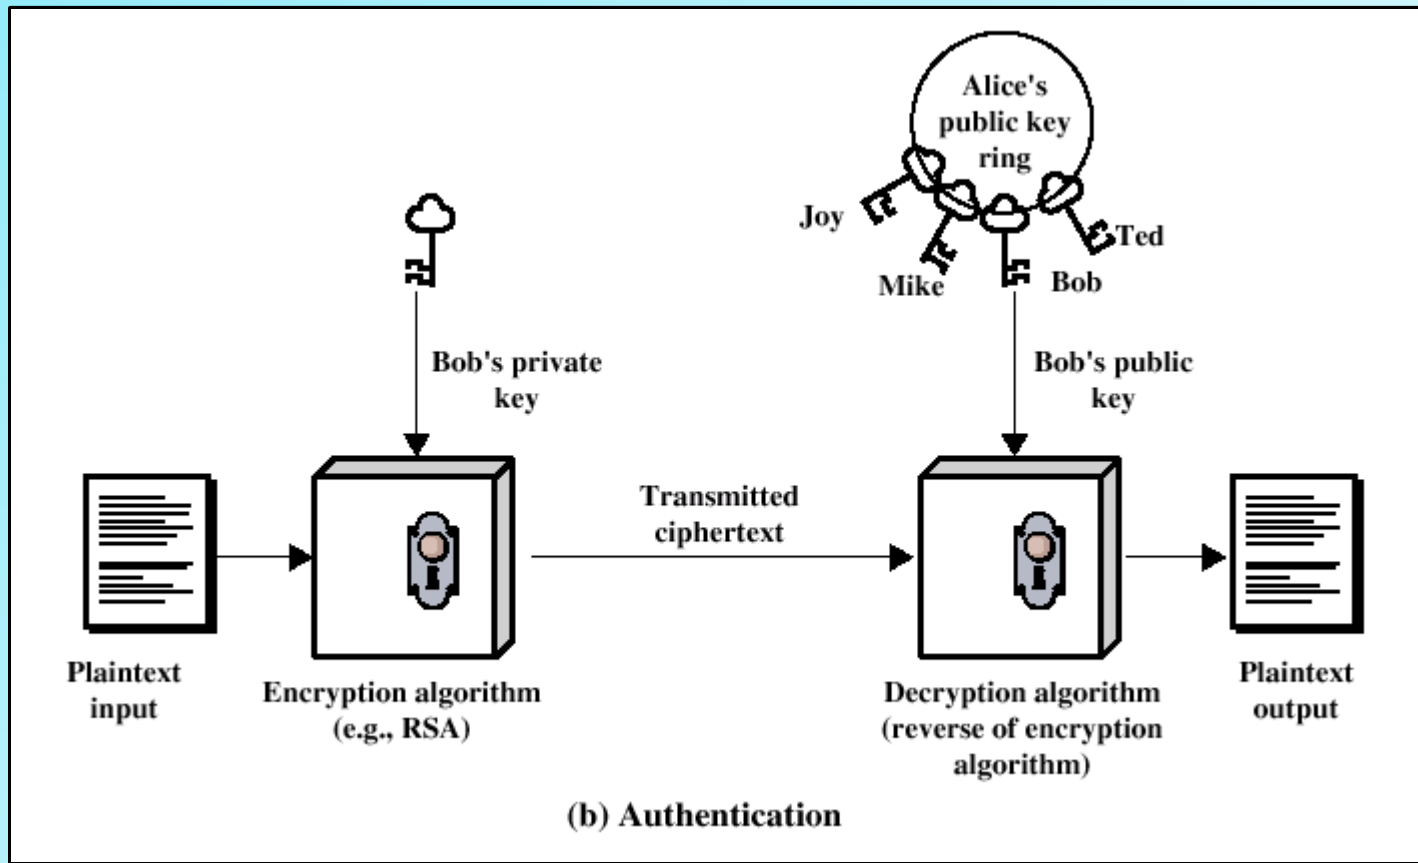 Alice's
public key
ring
Joy
Ted
Mike
Bob
Bob's private
key
Bob's public
key
Transmitted
ciphertext
Plaintext
input
Encryption algorithm
(e.g., RSA)
Decryption algorithm
(reverse of encryption
algorithm)
Plaintext
output
(b) Authentication